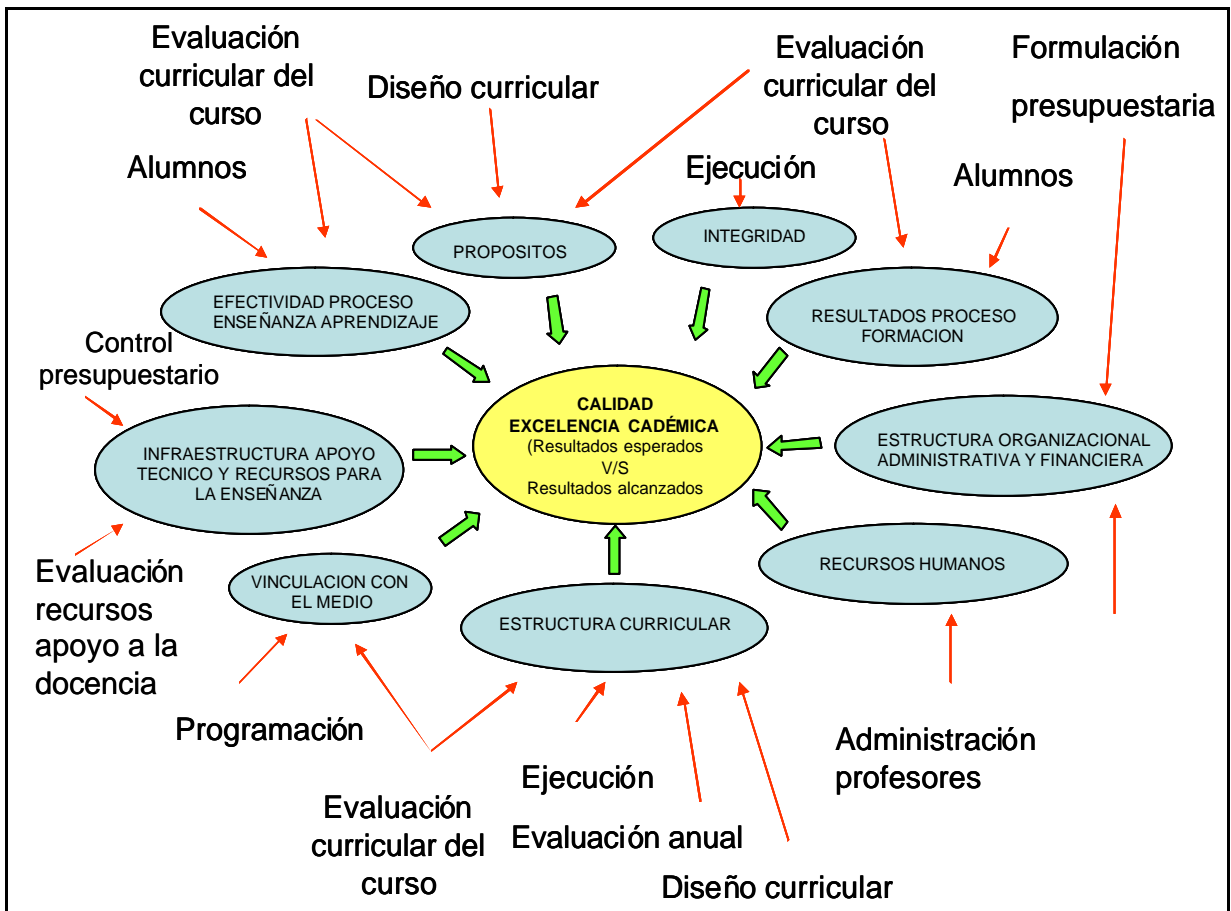 Evaluación
curricular del
curso
Diseño curricular
Evaluación
curricular del
curso
Formulación
presupuestaria
Alumnos
Ejecución
Alumnos
PROPOSITOS
INTEGRIDAD
EFECTIVIDAD PROCESO
ENSEÑANZA APRENDIZAJE
RESULTADOS PROCESO
FORMACION
Control
presupuestario
CALIDAD
EXCELENCIA CADÉMICA
(Resultados esperados
V/S
Resultados alcanzados
INFRAESTRUCTURA APOYO
TECNICO Y RECURSOS PARA
LA ENSEÑANZA
ESTRUCTURA ORGANIZACIONAL
ADMINISTRATIVA Y FINANCIERA
Evaluación
recursos
apoyo a la
docencia
VINCULACION CON
EL MEDIO
ESTRUCTURA CURRICULAR
RECURSOS HUMANOS
Programación
Evaluación
curricular del
curso
Ejecución
Evaluación anual
Diseño curricular
Administración
profesores